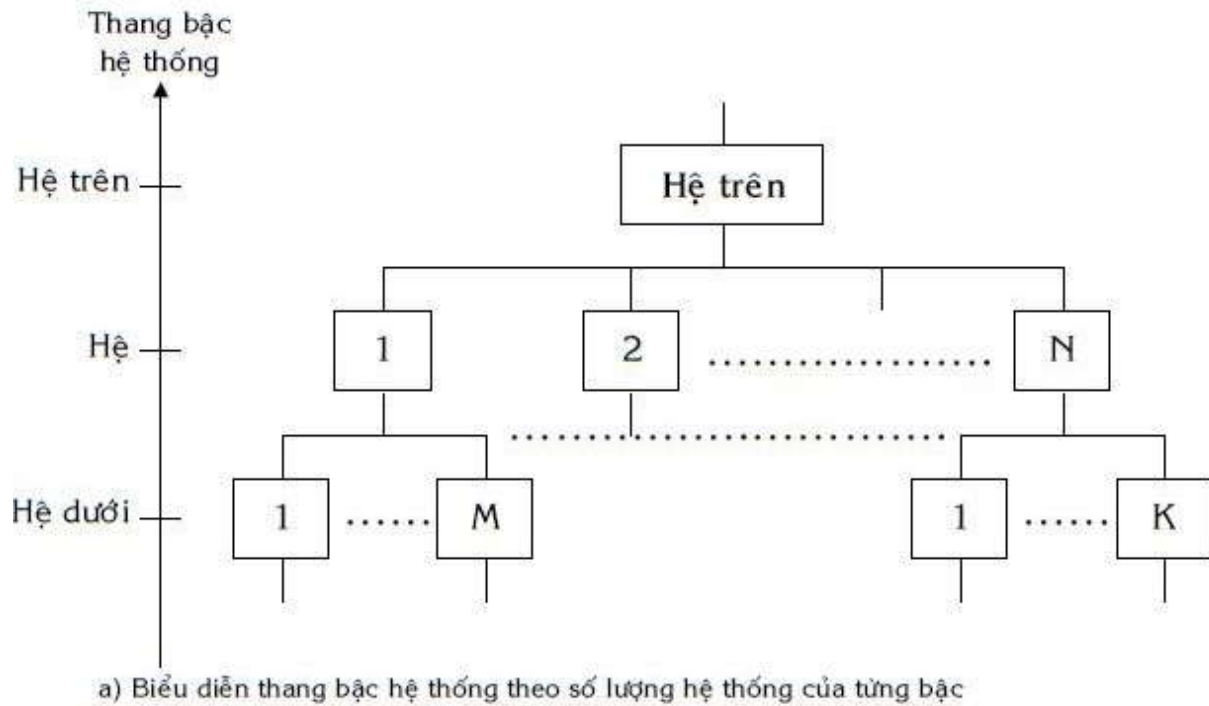 Thang bậc
hệ thống
Hệ trên
Hệ trên
Hệ
1
2
N
Hệ dưới
1
M
1
K
a) Biểu diễn thang bậc hệ thống theo số lượng hệ thống của từng bậc